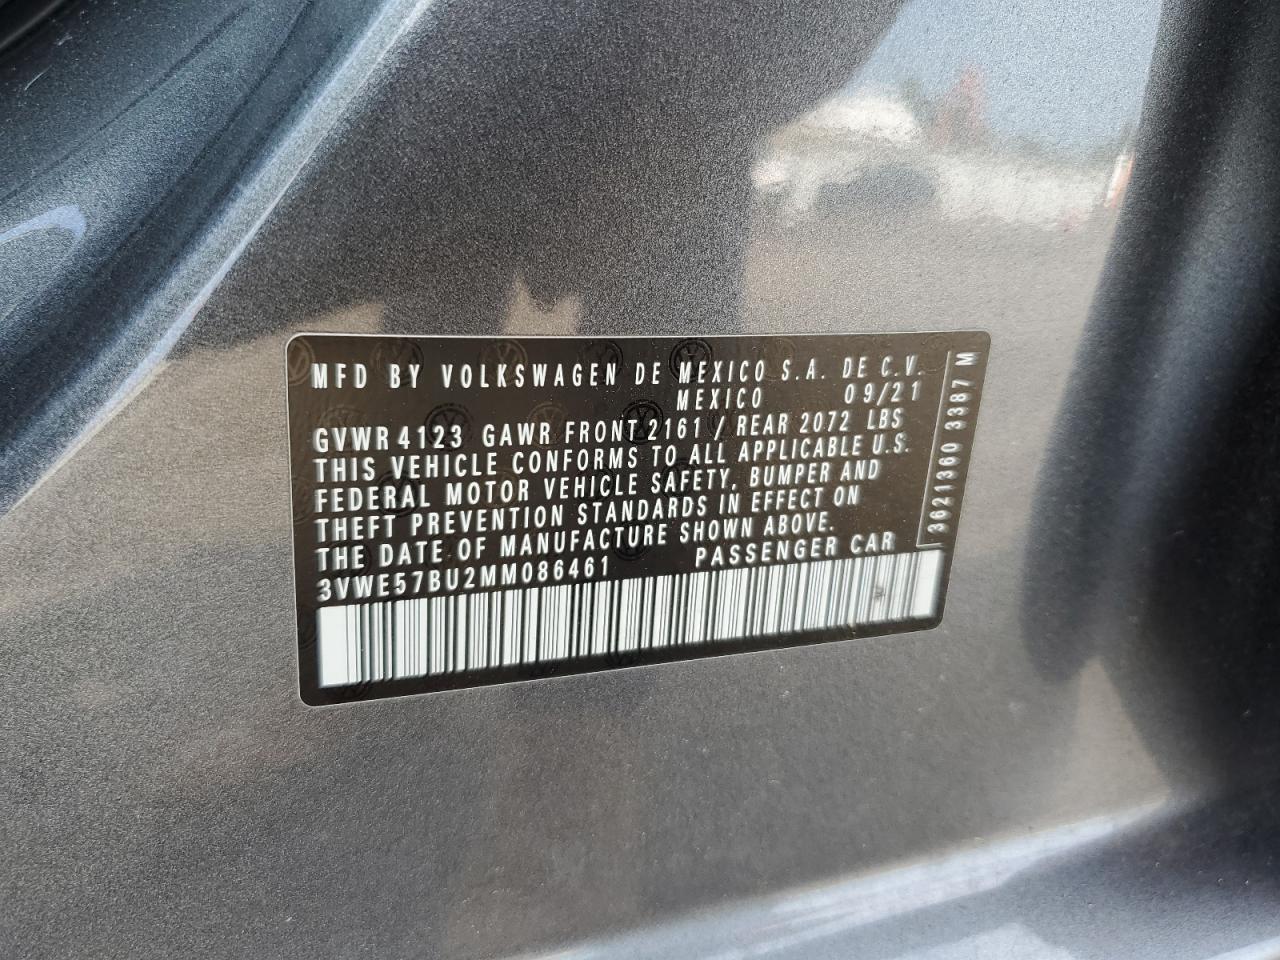 MFD BY VOLKSWAGEN DE MEXICO S.A. DE C.V.
MEXICO 09/21
GVWR 4123 GAWR FRONT 2161 / REAR 2072 LBS
THIS VEHICLE CONFORMS TO ALL APPLICABLE U.S.
FEDERAL MOTOR VEHICLE SAFETY, BUMPER AND
THEFT PREVENTION STANDARDS IN EFFECT ON
THE DATE OF MANUFACTURE SHOWN ABOVE.
3VWE57BU2MM086461 PASSENGER CAR
3621360 3387 M